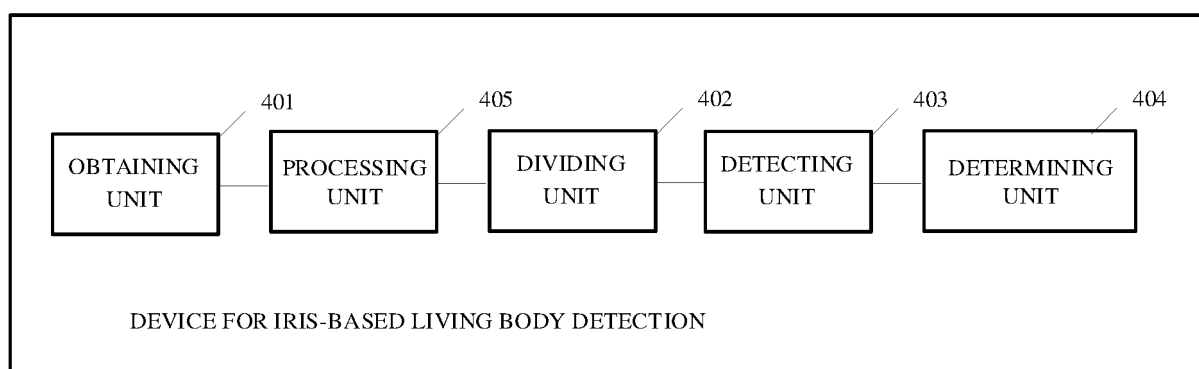 401
405
402
403
404
OBTAINING
UNIT
PROCESSING
UNIT
DIVIDING
UNIT
DETECTING
UNIT
DETERMINING
UNIT
DEVICE FOR IRIS-BASED LIVING BODY DETECTION